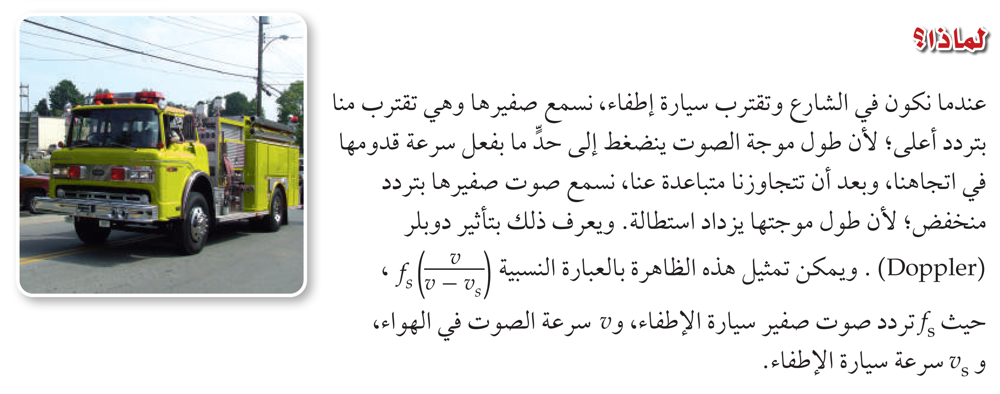 لماذا؟
عندما نكون في الشارع وتقترب سيارة إطفاء، نسمع صفيرها وهي تقترب منا
بتردد أعلى؛ لأن طول موجة الصوت ينضغط إلى حدٍّ ما بفعل سرعة قدومها
في اتجاهنا، وبعد أن تتجاوزنا متباعدة عنا، نسمع صوت صفيرها بتردد
منخفض؛ لأن طول موجتها يزداد استطالة. ويعرف ذلك بتأثير دوبلر
(Doppler) . ويمكن تمثيل هذه الظاهرة بالعبارة النسبية f_s (v / (v − v_s)) ،
حيث f_s تردد صوت صفير سيارة الإطفاء، و v سرعة الصوت في الهواء،
و v_s سرعة سيارة الإطفاء.